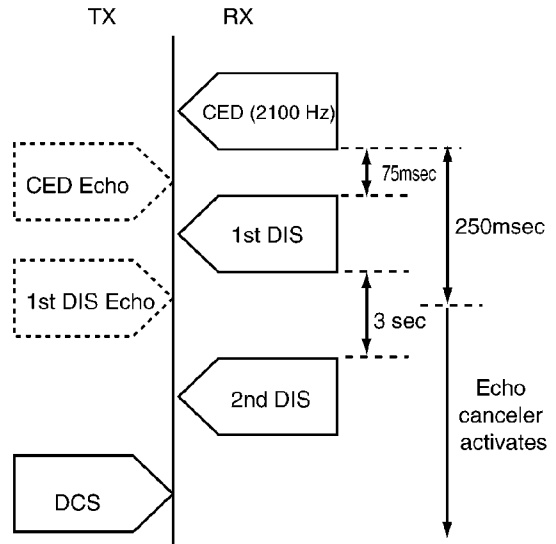 TX
RX
CED (2100 Hz)
CED Echo
75msec
250msec
1st DIS
1st DIS Echo
3 sec
2nd DIS
Echo
canceler
activates
DCS